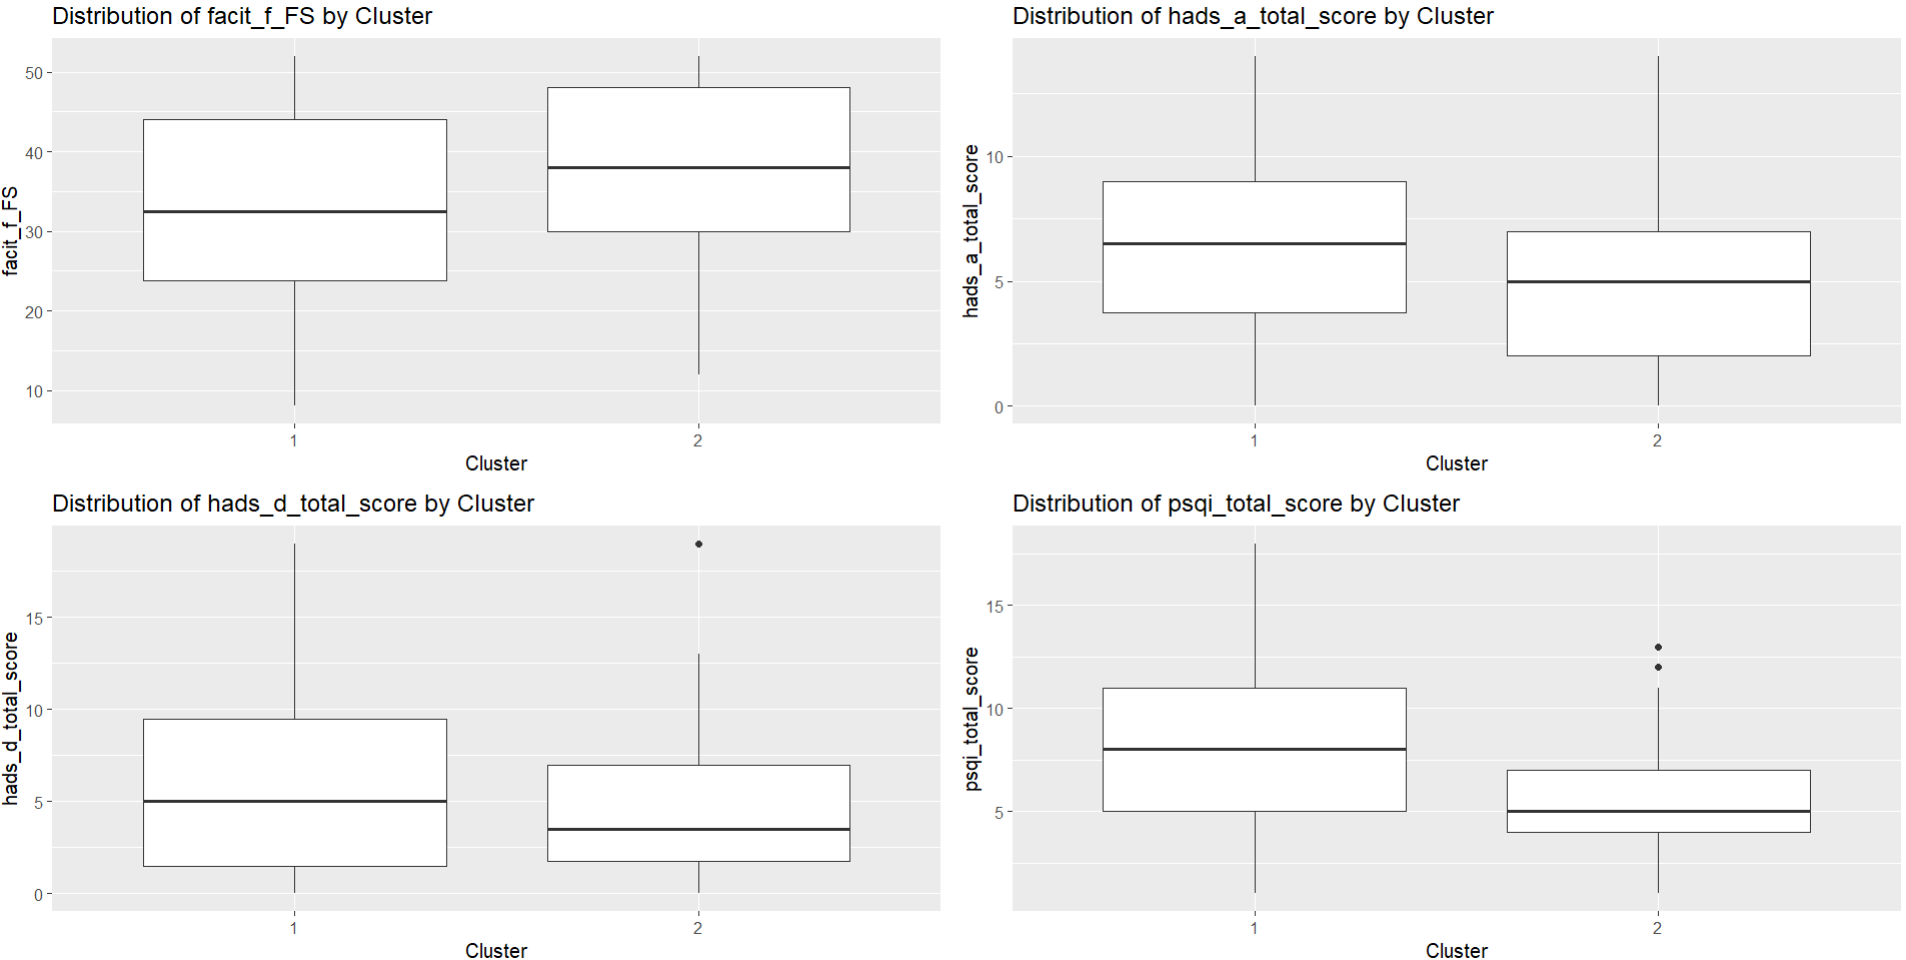 Distribution of facit_f_FS by Cluster
facit_f_FS
50
40
30
20
10
1
2
Cluster
Distribution of hads_a_total_score by Cluster
hads_a_total_score
10
5
0
1
2
Cluster
Distribution of hads_d_total_score by Cluster
hads_d_total_score
15
10
5
0
1
2
Cluster
Distribution of psqi_total_score by Cluster
psqi_total_score
15
10
5
1
2
Cluster